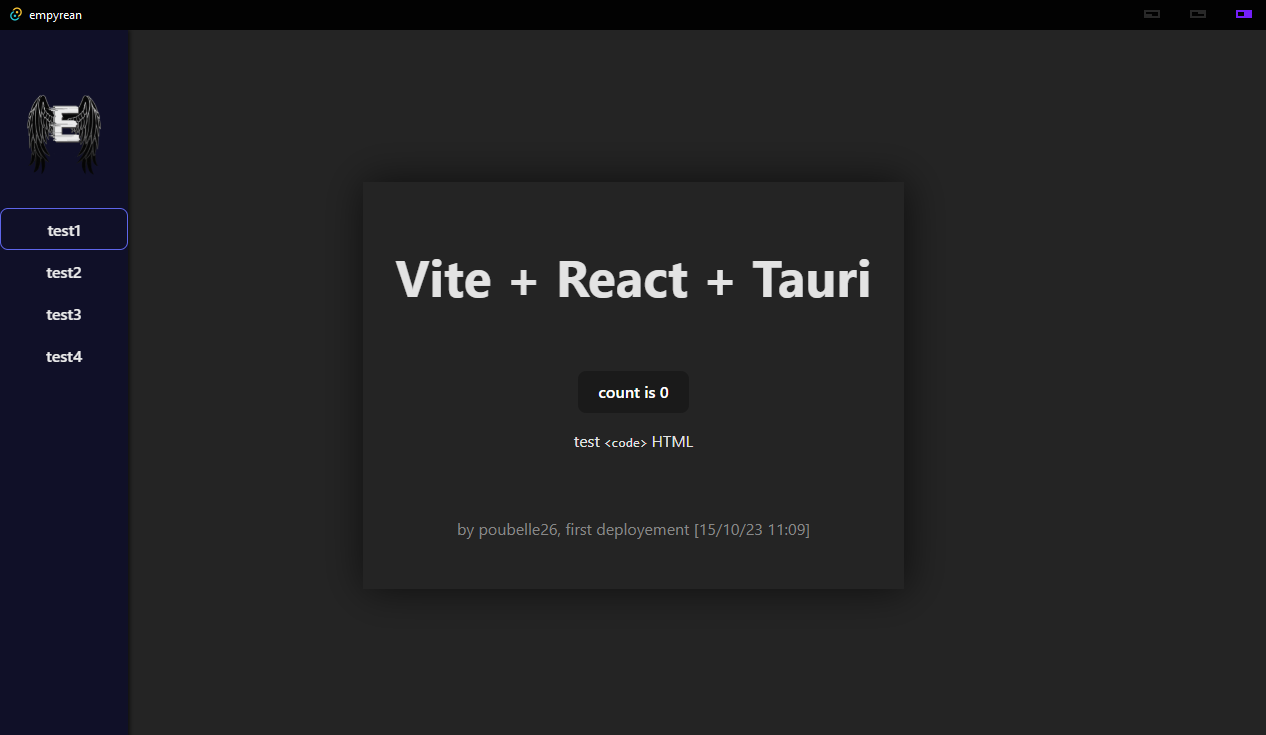 empyrean
E
test1
test2
test3
test4
Vite + React + Tauri
count is 0
test <code> HTML
by poubelle26, first deployement [15/10/23 11:09]